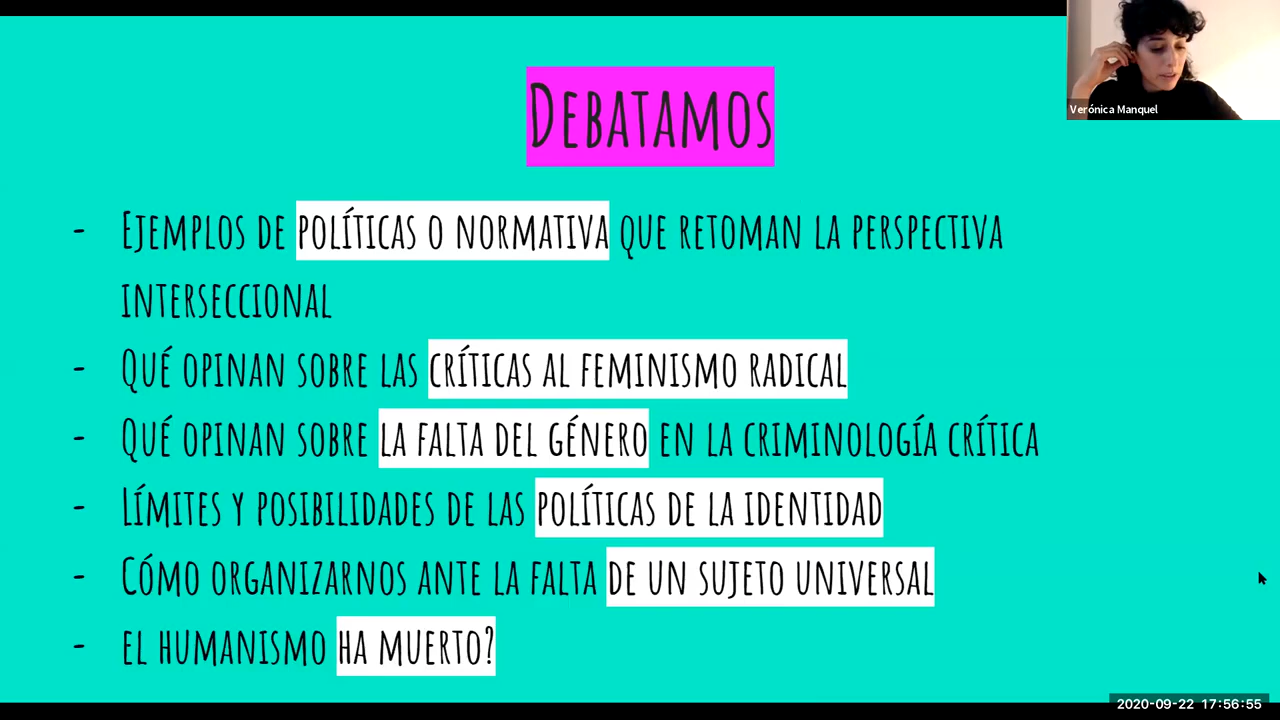 Debatamos
Verónica Manquel
- Ejemplos de políticas o normativa que retoman la perspectiva
interseccional
- Qué opinan sobre las críticas al feminismo radical
- Qué opinan sobre la falta del género en la criminología crítica
- Límites y posibilidades de las políticas de la identidad
- Cómo organizarnos ante la falta de un sujeto universal
- el humanismo ha muerto?
2020-09-22 17:56:55